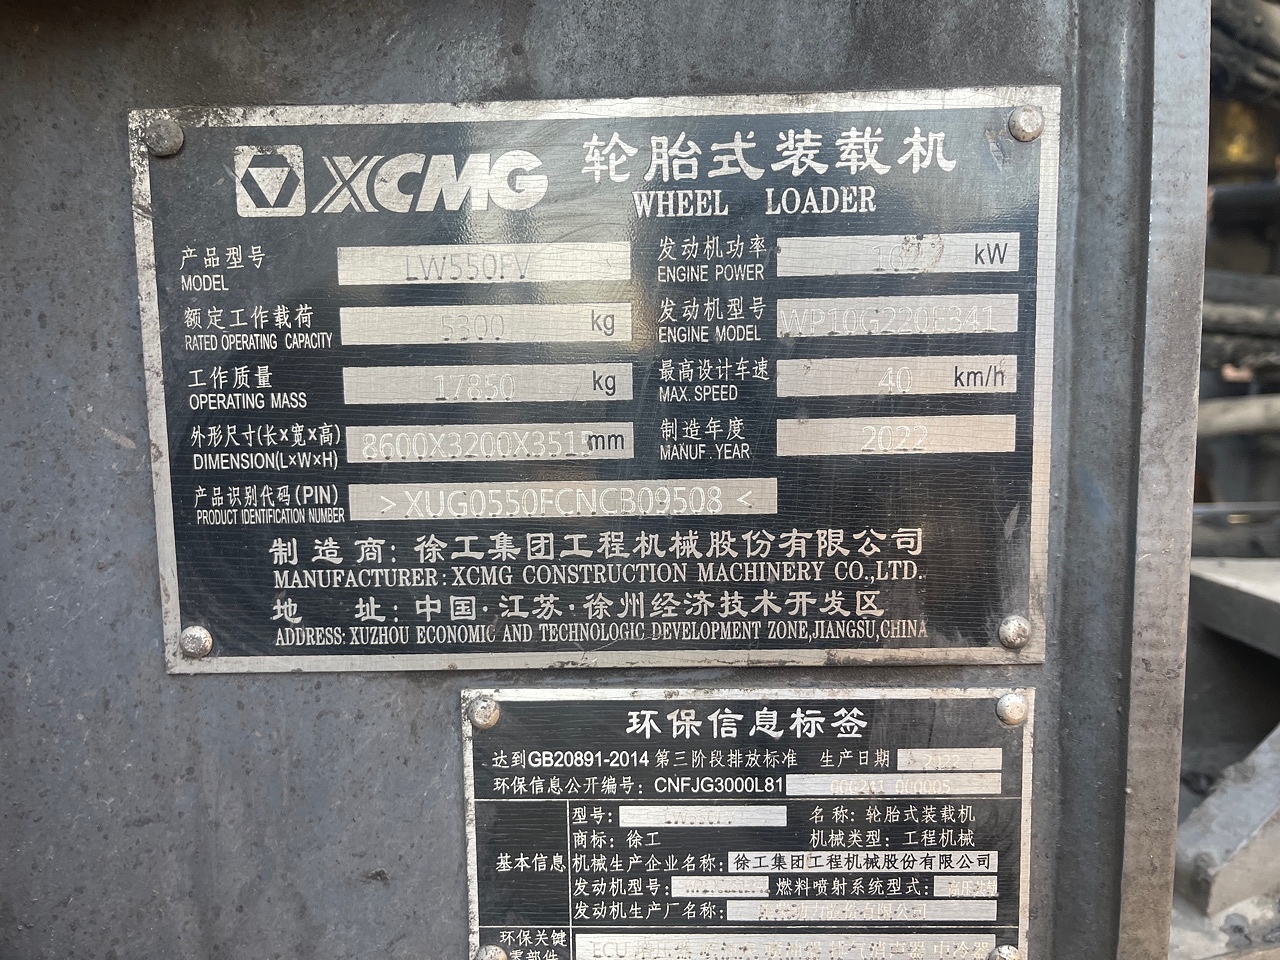 XCMG 轮胎式装载机
WHEEL LOADER
产品型号 LW550FV 发动机功率 kW
MODEL ENGINE POWER
额定工作载荷 5300 kg 发动机型号 WP10G220E341
RATED OPERATING CAPACITY ENGINE MODEL
工作质量 17850 kg 最高设计车速 40 km/h
OPERATING MASS MAX. SPEED
外形尺寸(长×宽×高) 8600X3200X3515mm 制造年度 2022
DIMENSION(L×W×H) MANUF. YEAR
产品识别代码(PIN) >XUG0550FCNCB09508<
PRODUCT IDENTIFICATION NUMBER
制造商: 徐工集团工程机械股份有限公司
MANUFACTURER: XCMG CONSTRUCTION MACHINERY CO.,LTD.
地 址: 中国·江苏·徐州经济技术开发区
ADDRESS: XUZHOU ECONOMIC AND TECHNOLOGIC DEVELOPMENT ZONE,JIANGSU,CHINA
环保信息标签
达到GB20891-2014 第三阶段排放标准 生产日期
环保信息公开编号: CNFJG3000L81
型号: 名称: 轮胎式装载机
商标: 徐工 机械类型: 工程机械
基本信息 机械生产企业名称: 徐工集团工程机械股份有限公司
发动机型号: 燃料喷射系统型式:
发动机生产厂名称:
环保关键
零部件